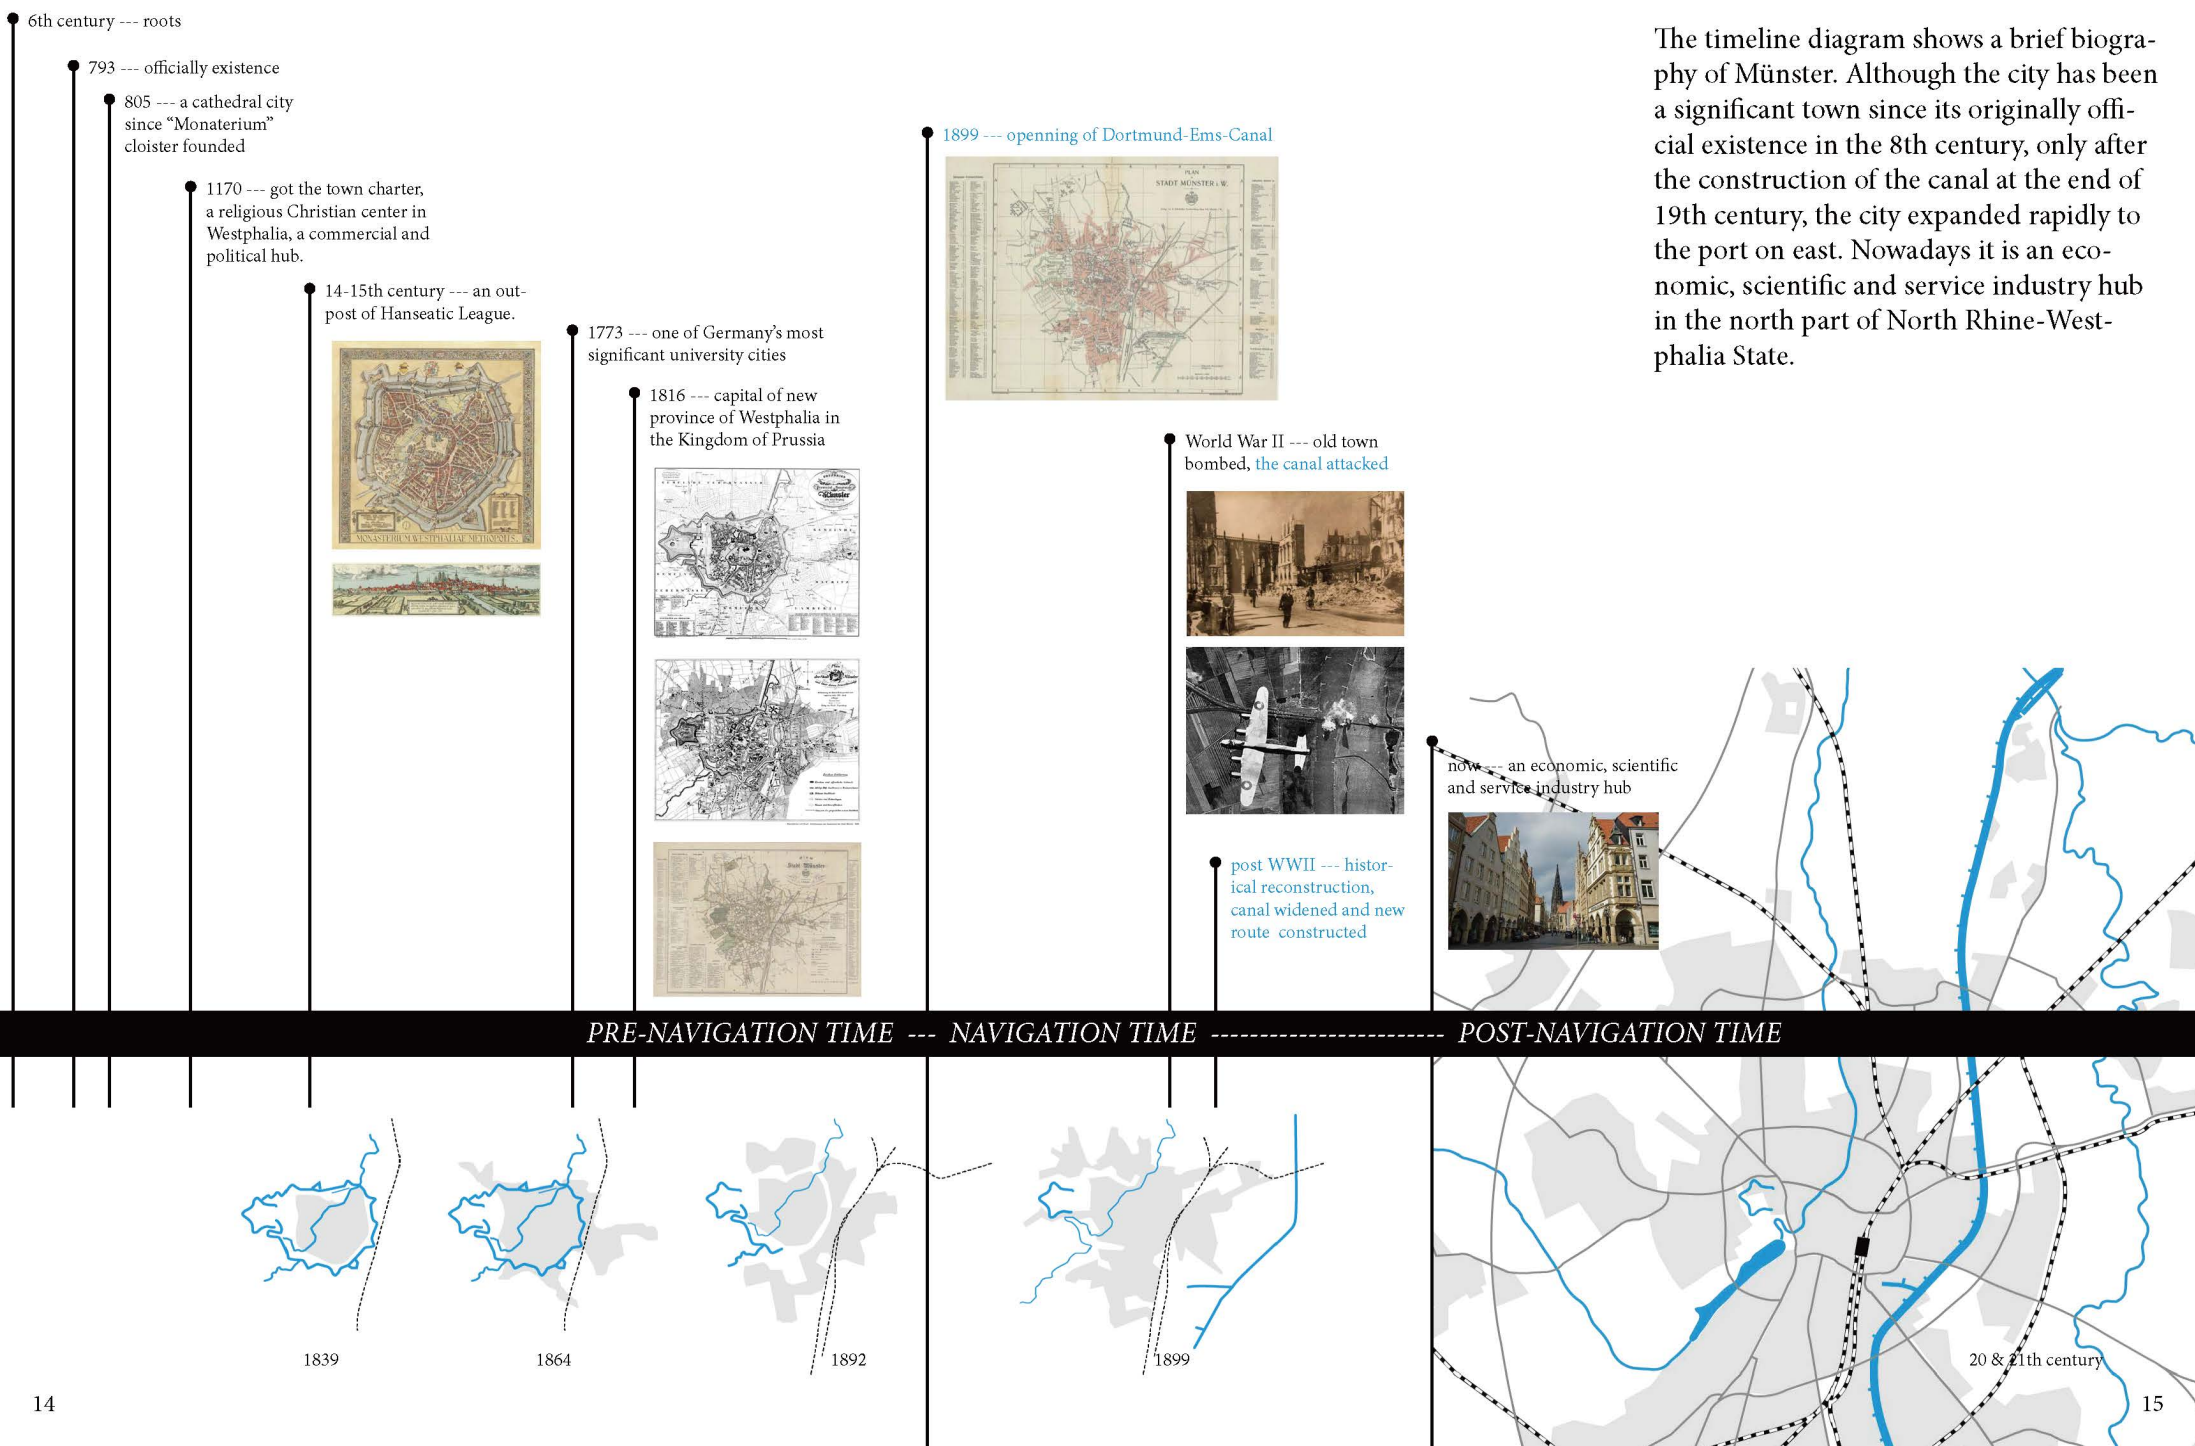 6th century --- roots
793 --- officially existence
805 --- a cathedral city
since “Monaterium”
cloister founded
1170 --- got the town charter,
a religious Christian center in
Westphalia, a commercial and
political hub.
14-15th century --- an out-
post of Hanseatic League.
MONASTERIUM WESTPHALIAE METROPOLIS
1773 --- one of Germany’s most
significant university cities
1816 --- capital of new
province of Westphalia in
the Kingdom of Prussia
Münster
Stadt Münster
1899 --- openning of Dortmund-Ems-Canal
PLAN
STADT MÜNSTER i. W.
World War II --- old town
bombed, the canal attacked
post WWII --- histor-
ical reconstruction,
canal widened and new
route constructed
now --- an economic, scientific
and service industry hub
The timeline diagram shows a brief biogra-
phy of Münster. Although the city has been
a significant town since its originally offi-
cial existence in the 8th century, only after
the construction of the canal at the end of
19th century, the city expanded rapidly to
the port on east. Nowadays it is an eco-
nomic, scientific and service industry hub
in the north part of North Rhine-West-
phalia State.
PRE-NAVIGATION TIME --- NAVIGATION TIME ------------------------ POST-NAVIGATION TIME
1839
1864
1892
1899
20 & 21th century
14
15